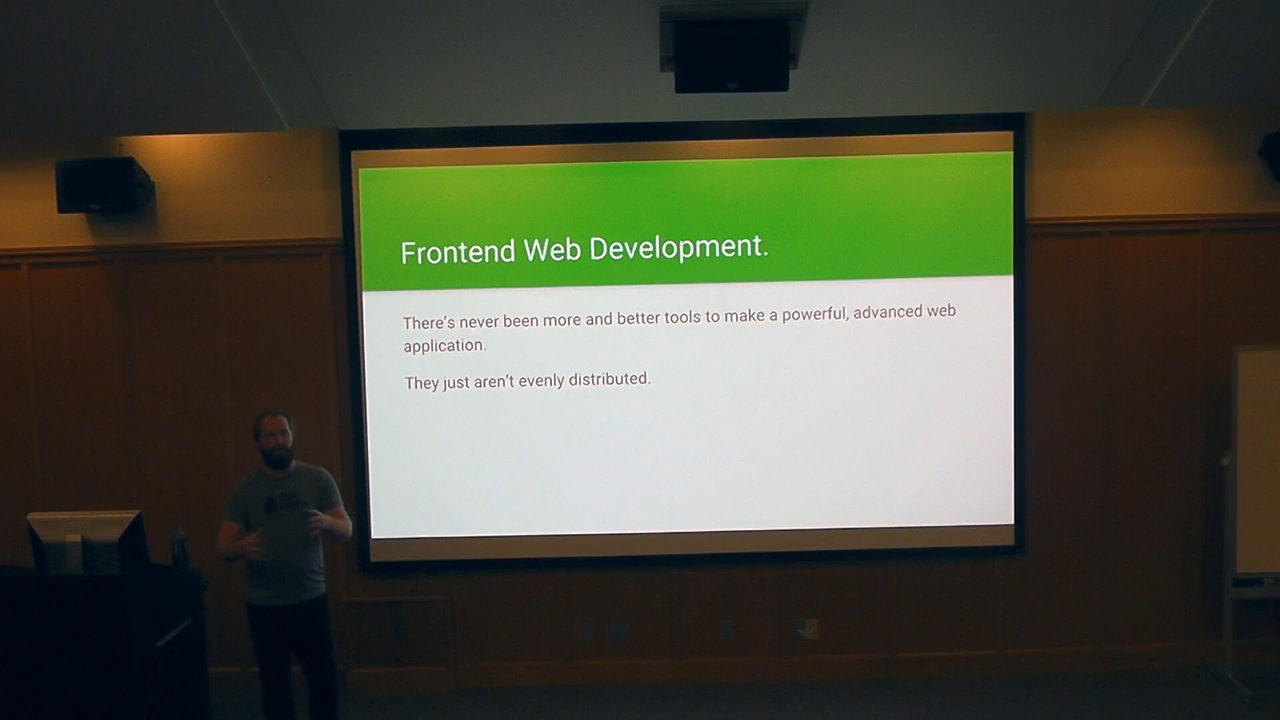 Frontend Web Development.
There's never been more and better tools to make a powerful, advanced web
application.
They just aren't evenly distributed.